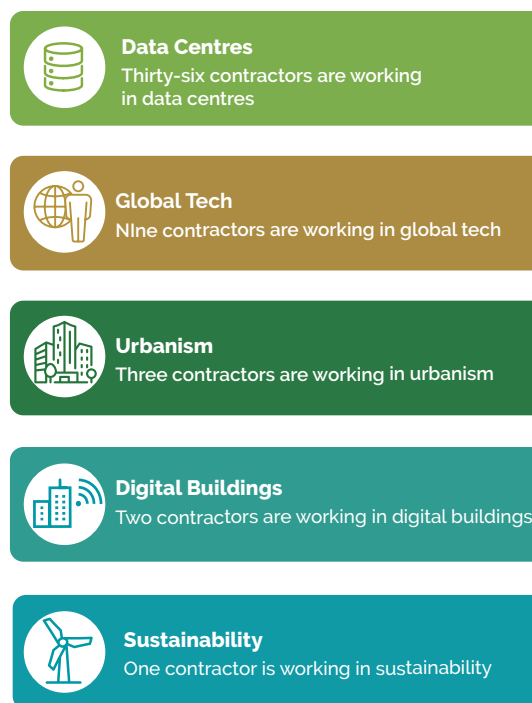 Data Centres
Thirty-six contractors are working
in data centres
Global Tech
NIne contractors are working in global tech
Urbanism
Three contractors are working in urbanism
Digital Buildings
Two contractors are working in digital buildings
Sustainability
One contractor is working in sustainability